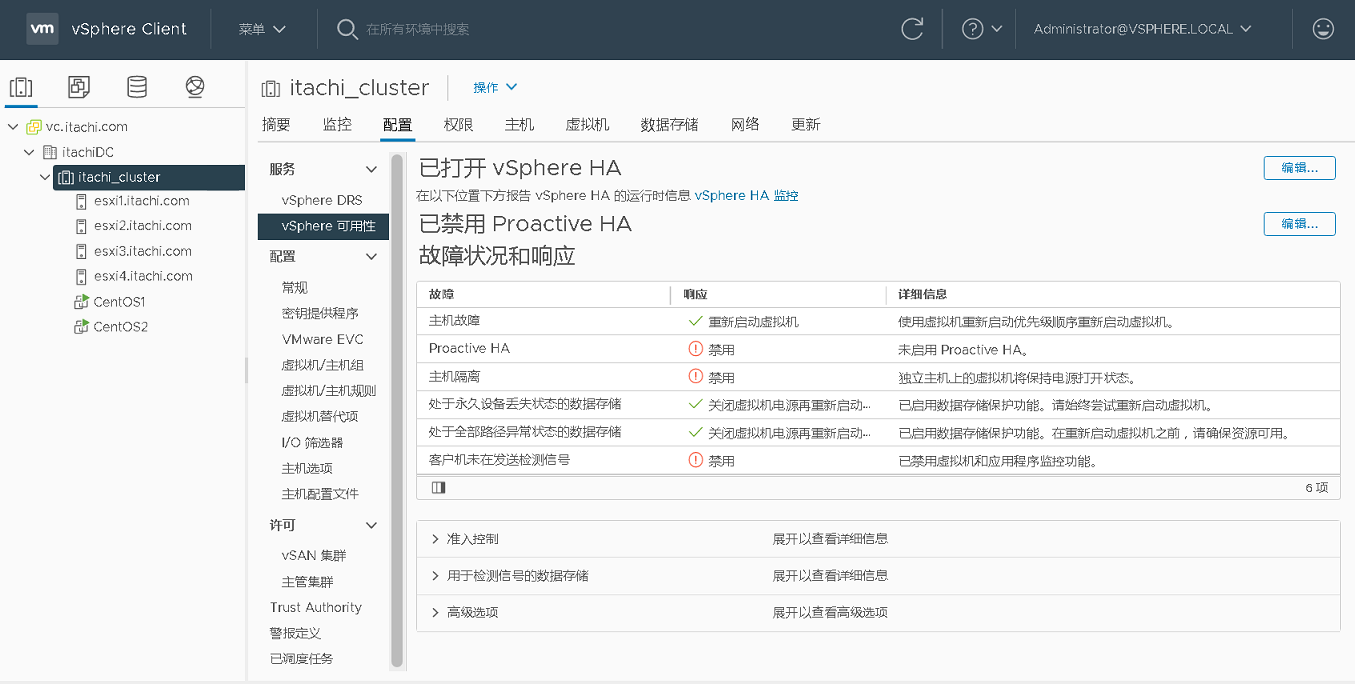 vm vSphere Client 菜单 在所有环境中搜索 Administrator@VSPHERE.LOCAL
vc.itachi.com
itachiDC
itachi_cluster
esxi1.itachi.com
esxi2.itachi.com
esxi3.itachi.com
esxi4.itachi.com
CentOS1
CentOS2
itachi_cluster 操作
摘要 监控 配置 权限 主机 虚拟机 数据存储 网络 更新
服务
vSphere DRS
vSphere 可用性
配置
常规
密钥提供程序
VMware EVC
虚拟机/主机组
虚拟机/主机规则
虚拟机替代项
I/O 筛选器
主机选项
主机配置文件
许可
vSAN 集群
主管集群
Trust Authority
警报定义
已调度任务
已打开 vSphere HA 编辑...
在以下位置下方报告 vSphere HA 的运行时信息 vSphere HA 监控
已禁用 Proactive HA 编辑...
故障状况和响应
故障 响应 详细信息
主机故障 重新启动虚拟机 使用虚拟机重新启动优先级顺序重新启动虚拟机。
Proactive HA 禁用 未启用 Proactive HA。
主机隔离 禁用 独立主机上的虚拟机将保持电源打开状态。
处于永久设备丢失状态的数据存储 关闭虚拟机电源再重新启动... 已启用数据存储保护功能。请始终尝试重新启动虚拟机。
处于全部路径异常状态的数据存储 关闭虚拟机电源再重新启动... 已启用数据存储保护功能。在重新启动虚拟机之前，请确保资源可用。
客户机未在发送检测信号 禁用 已禁用虚拟机和应用程序监控功能。
6 项
准入控制 展开以查看详细信息
用于检测信号的数据存储 展开以查看详细信息
高级选项 展开以查看高级选项